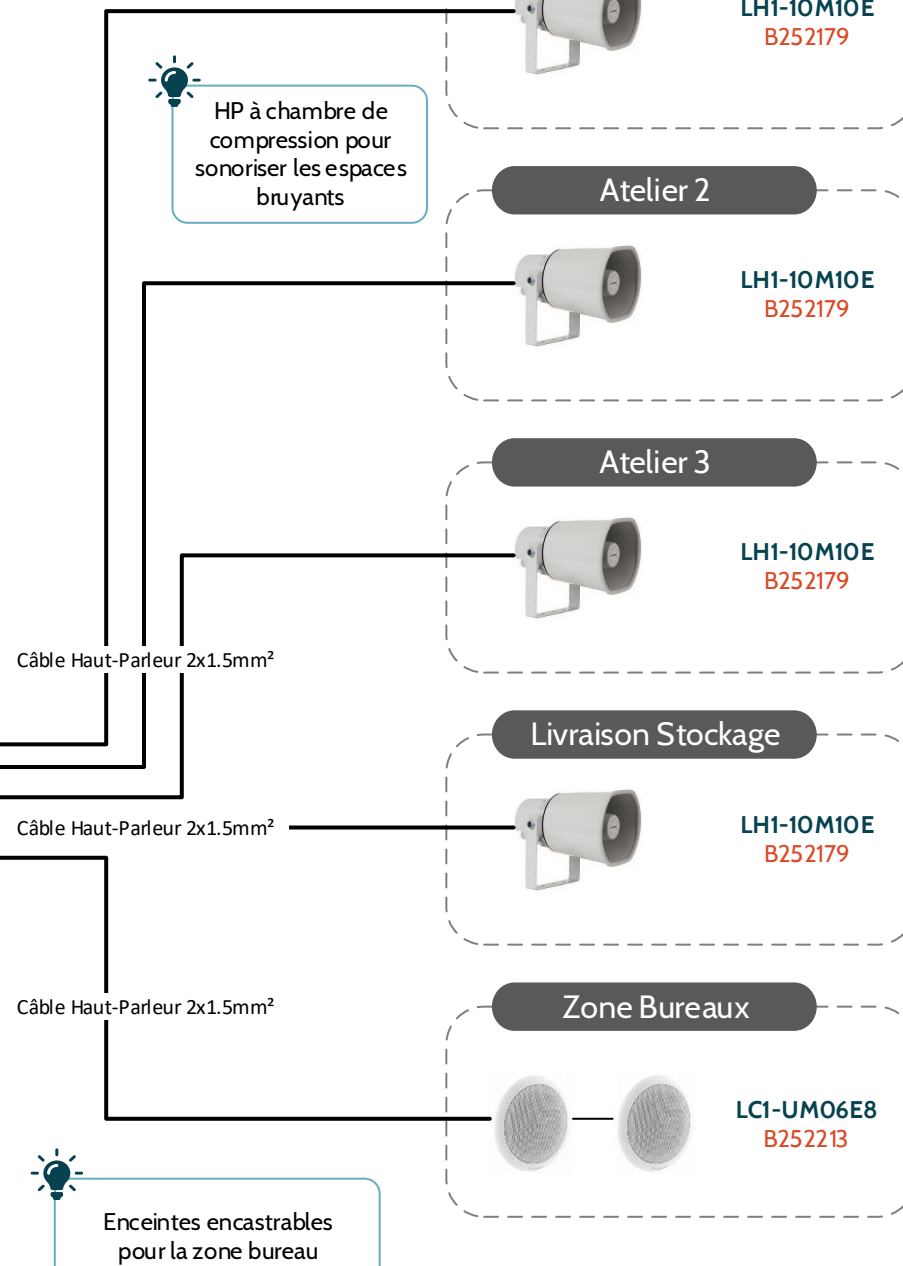 LH1-10M10E
B252179
HP à chambre de
compression pour
sonoriser les espaces
bruyants
Atelier 2
LH1-10M10E
B252179
Atelier 3
LH1-10M10E
B252179
Câble Haut-Parleur 2x1.5mm²
Livraison Stockage
Câble Haut-Parleur 2x1.5mm²
LH1-10M10E
B252179
Câble Haut-Parleur 2x1.5mm²
Zone Bureaux
LC1-UM06E8
B252213
Enceintes encastrables
pour la zone bureau